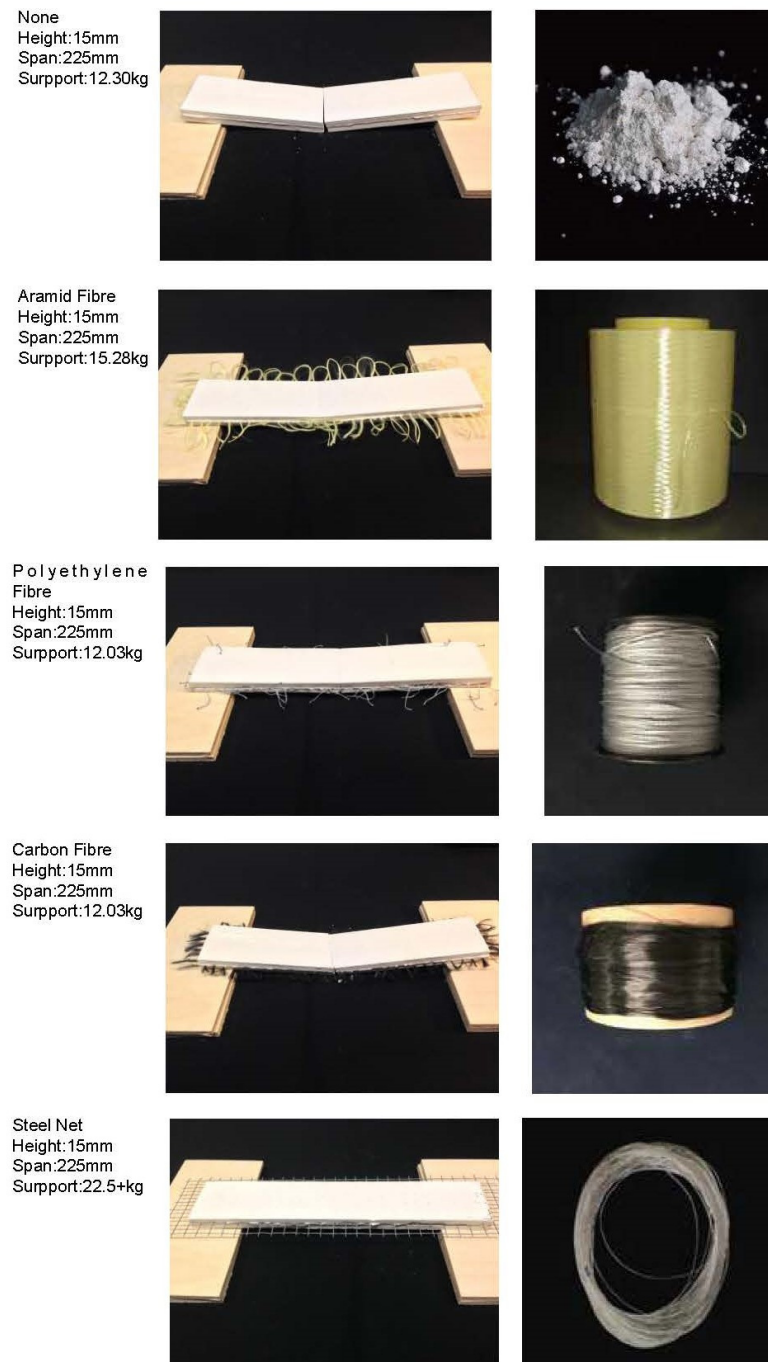 None
Height:15mm
Span:225mm
Surpport:12.30kg
Aramid Fibre
Height:15mm
Span:225mm
Surpport:15.28kg
Polyethylene
Fibre
Height:15mm
Span:225mm
Surpport:12.03kg
Carbon Fibre
Height:15mm
Span:225mm
Surpport:12.03kg
Steel Net
Height:15mm
Span:225mm
Surpport:22.5+kg